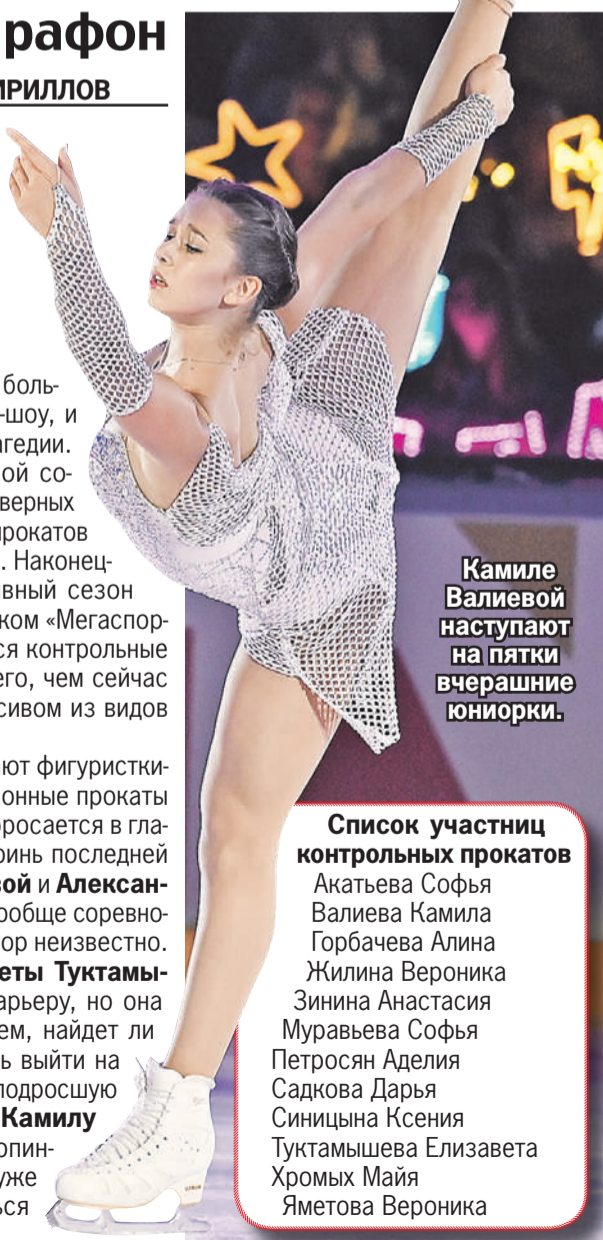 рафон
ИРИЛЛОВ
боль-
-шоу, и
агедии.
ой со-
верных
рокатов
. Наконец-
вный сезон
ком «Мегаспор-
ся контрольные
его, чем сейчас
сивом из видов
ют фигуристки-
онные прокаты
росается в гла-
ринь последней
вой и Алексан-
ообще соревно-
ор неизвестно.
еты Туктамы-
арьеру, но она
ем, найдет ли
ь выйти на
подросшую
Камилу
опин-
уже
ься
Камиле
Валиевой
наступают
на пятки
вчерашние
юниорки.
Список участниц
контрольных прокатов
Акатьева Софья
Валиева Камила
Горбачева Алина
Жилина Вероника
Зинина Анастасия
Муравьева Софья
Петросян Аделия
Садкова Дарья
Синицына Ксения
Туктамышева Елизавета
Хромых Майя
Яметова Вероника